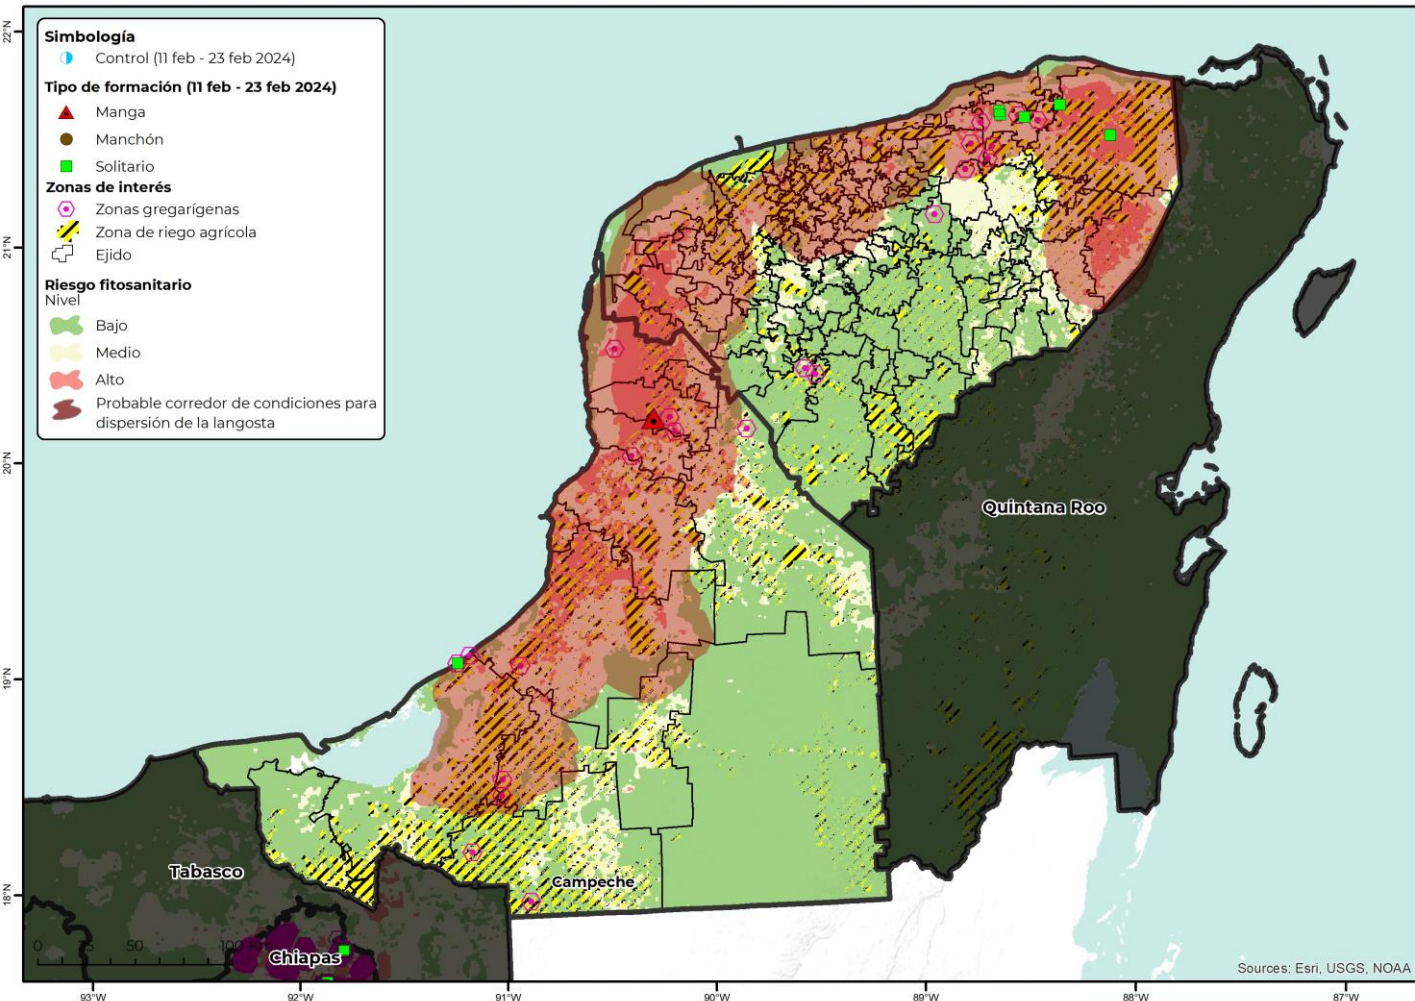 Simbología
Control (11 feb - 23 feb 2024)
Tipo de formación (11 feb - 23 feb 2024)
Manga
Manchón
Solitario
Zonas de interés
Zonas gregarígenas
Zona de riego agrícola
Ejido
Riesgo fitosanitario
Nivel
Bajo
Medio
Alto
Probable corredor de condiciones para
dispersión de la langosta
22°N
21°N
20°N
19°N
18°N
Quintana Roo
Tabasco
Campeche
Chiapas
0 25 50 100
Sources: Esri, USGS, NOAA
93°W 92°W 91°W 90°W 89°W 88°W 87°W